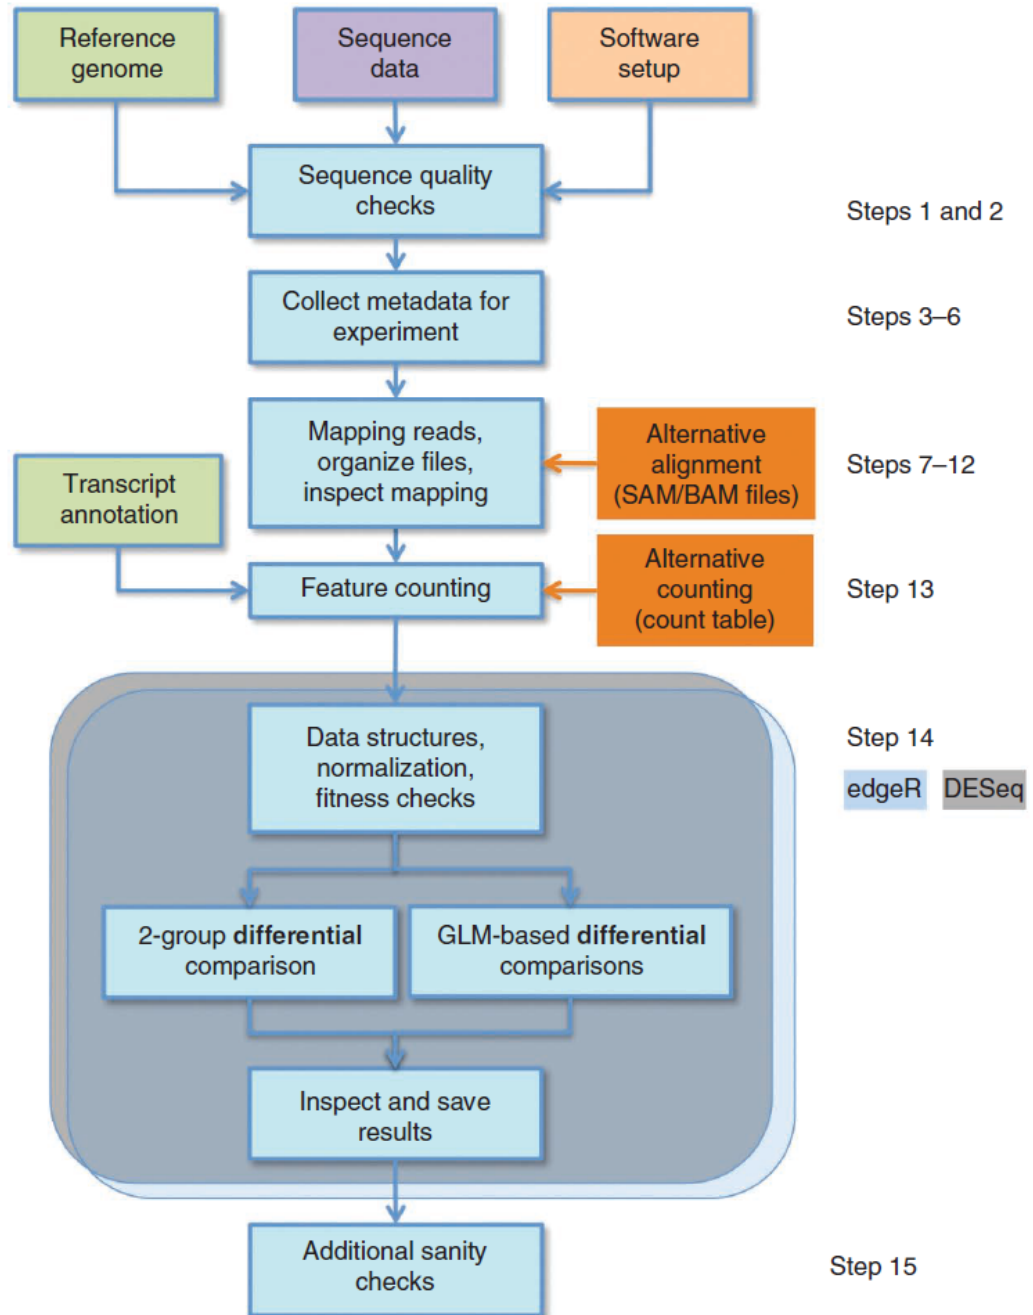 Reference
genome
Sequence
data
Software
setup
Sequence quality
checks
Steps 1 and 2
Collect metadata for
experiment
Steps 3–6
Mapping reads,
organize files,
inspect mapping
Alternative
alignment
(SAM/BAM files)
Steps 7–12
Transcript
annotation
Feature counting
Alternative
counting
(count table)
Step 13
Data structures,
normalization,
fitness checks
Step 14
edgeR
DESeq
2-group differential
comparison
GLM-based differential
comparisons
Inspect and save
results
Additional sanity
checks
Step 15